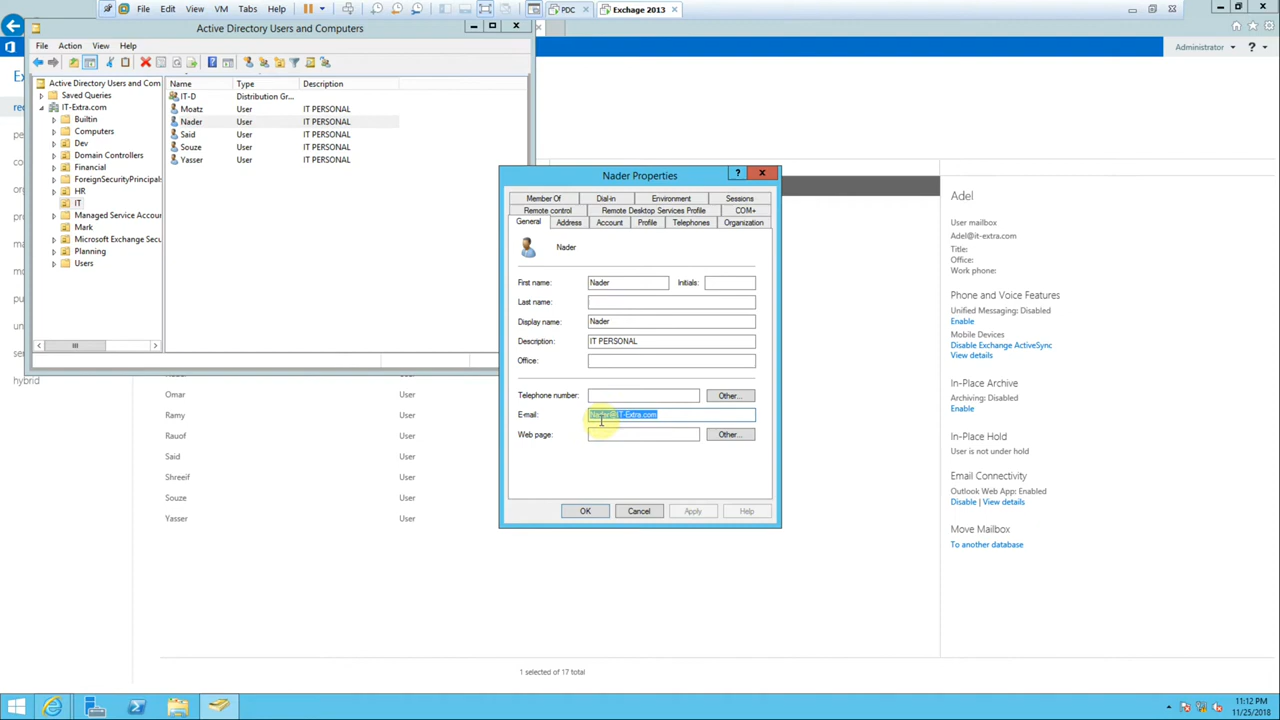 File Edit View VM Tabs Help
PDC
Exchage 2013
Active Directory Users and Computers
File Action View Help
Active Directory Users and Com
Saved Queries
IT-Extra.com
Builtin
Computers
Dev
Domain Controllers
Financial
ForeignSecurityPrincipals
HR
IT
Managed Service Accour
Mark
Microsoft Exchange Secu
Planning
Users
Name Type Description
IT-D Distribution Gr...
Moatz User IT PERSONAL
Nader User IT PERSONAL
Said User IT PERSONAL
Souze User IT PERSONAL
Yasser User IT PERSONAL
Administrator ?
hybrid
Omar
Ramy User
Rauof User
Said User
Shreeif User
Souze User
Yasser User
1 selected of 17 total
Nader Properties
Member Of Dial-in Environment Sessions
Remote control Remote Desktop Services Profile COM+
General Address Account Profile Telephones Organization
Nader
First name: Nader Initials:
Last name:
Display name: Nader
Description: IT PERSONAL
Office:
Telephone number: Other...
E-mail: Nader@IT-Extra.com
Web page: Other...
OK Cancel Apply Help
Adel
User mailbox
Adel@it-extra.com
Title:
Office:
Work phone:
Phone and Voice Features
Unified Messaging: Disabled
Enable
Mobile Devices
Disable Exchange ActiveSync
View details
In-Place Archive
Archiving: Disabled
Enable
In-Place Hold
User is not under hold
Email Connectivity
Outlook Web App: Enabled
Disable | View details
Move Mailbox
To another database
11:12 PM
11/25/2018